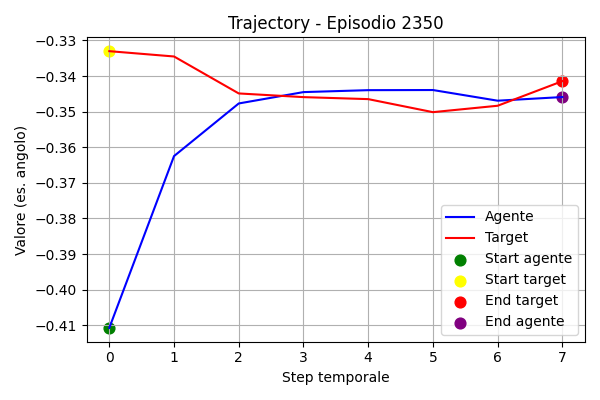 Trajectory - Episodio 2350
Valore (es. angolo)
−0.33
−0.34
−0.35
−0.36
−0.37
−0.38
−0.39
−0.40
−0.41
Agente
Target
Start agente
Start target
End target
End agente
0 1 2 3 4 5 6 7
Step temporale